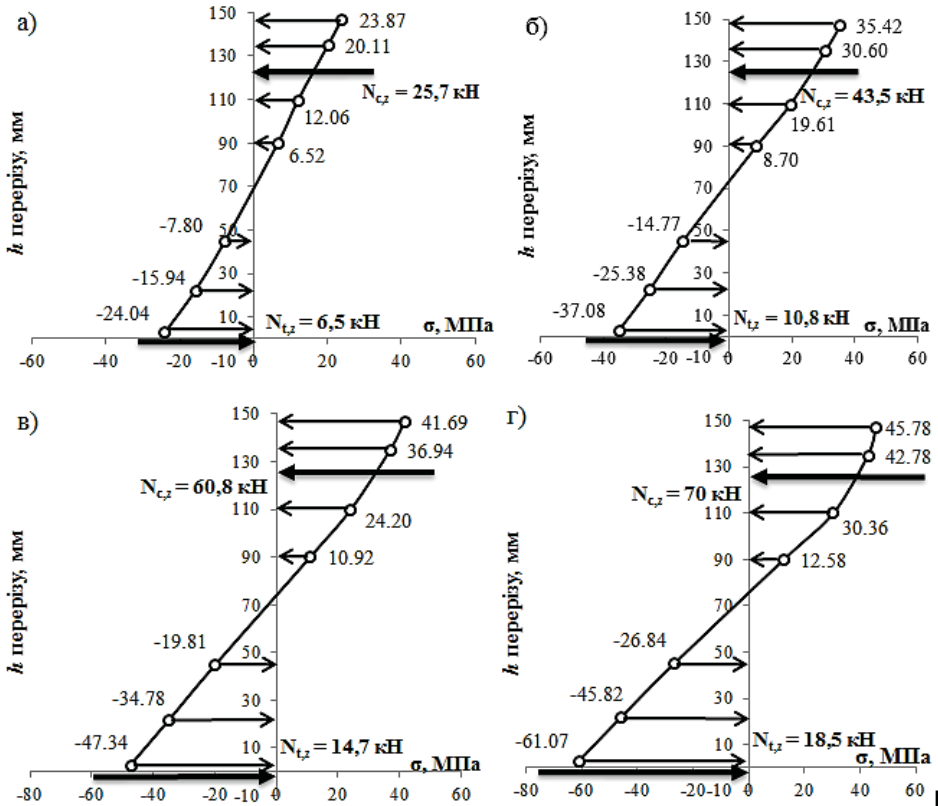 а)
h перерізу, мм
150
130
110
90
70
50
30
10
-10
23.87
20.11
Nc,z = 25,7 кН
12.06
6.52
-7.80
-15.94
-24.04
Nt,z = 6,5 кН
σ, МПа
-60 -40 -20 0 20 40 60
б)
h перерізу, мм
150
130
110
90
70
50
30
10
-10
35.42
30.60
Nc,z = 43,5 кН
19.61
8.70
-14.77
-25.38
-37.08
Nt,z = 10,8 кН
σ, МПа
-60 -40 -20 0 20 40 60
в)
h перерізу, мм
150
130
110
90
70
50
30
10
-10
41.69
36.94
Nc,z = 60,8 кН
24.20
10.92
-19.81
-34.78
-47.34
Nt,z = 14,7 кН
σ, МПа
-80 -60 -40 -20 0 20 40 60
г)
h перерізу, мм
150
130
110
90
70
50
30
10
-10
45.78
42.78
Nc,z = 70 кН
30.36
12.58
-26.84
-45.82
-61.07
Nt,z = 18,5 кН
σ, МПа
-80 -60 -40 -20 0 20 40 60